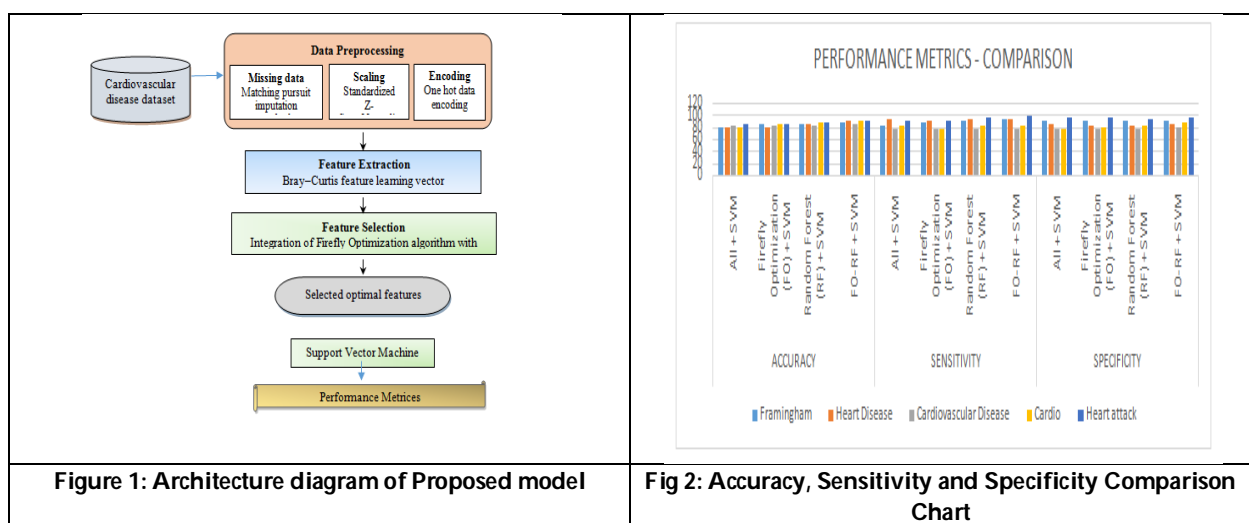 Cardiovascular
disease dataset
Data Preprocessing
Missing data
Matching pursuit
imputation
Scaling
Standardized
Z-
Encoding
One hot data
encoding
Feature Extraction
Bray–Curtis feature learning vector
Feature Selection
Integration of Firefly Optimization algorithm with
Selected optimal features
Support Vector Machine
Performance Metrices
Figure 1: Architecture diagram of Proposed model
PERFORMANCE METRICS - COMPARISON
120
100
80
60
40
20
0
All + SVM
Firefly
Optimization
(FO) + SVM
Random Forest
(RF) + SVM
FO-RF + SVM
All + SVM
Firefly
Optimization
(FO) + SVM
Random Forest
(RF) + SVM
FO-RF + SVM
All + SVM
Firefly
Optimization
(FO) + SVM
Random Forest
(RF) + SVM
FO-RF + SVM
ACCURACY
SENSITIVITY
SPECIFICITY
Framingham
Heart Disease
Cardiovascular Disease
Cardio
Heart attack
Fig 2: Accuracy, Sensitivity and Specificity Comparison
Chart